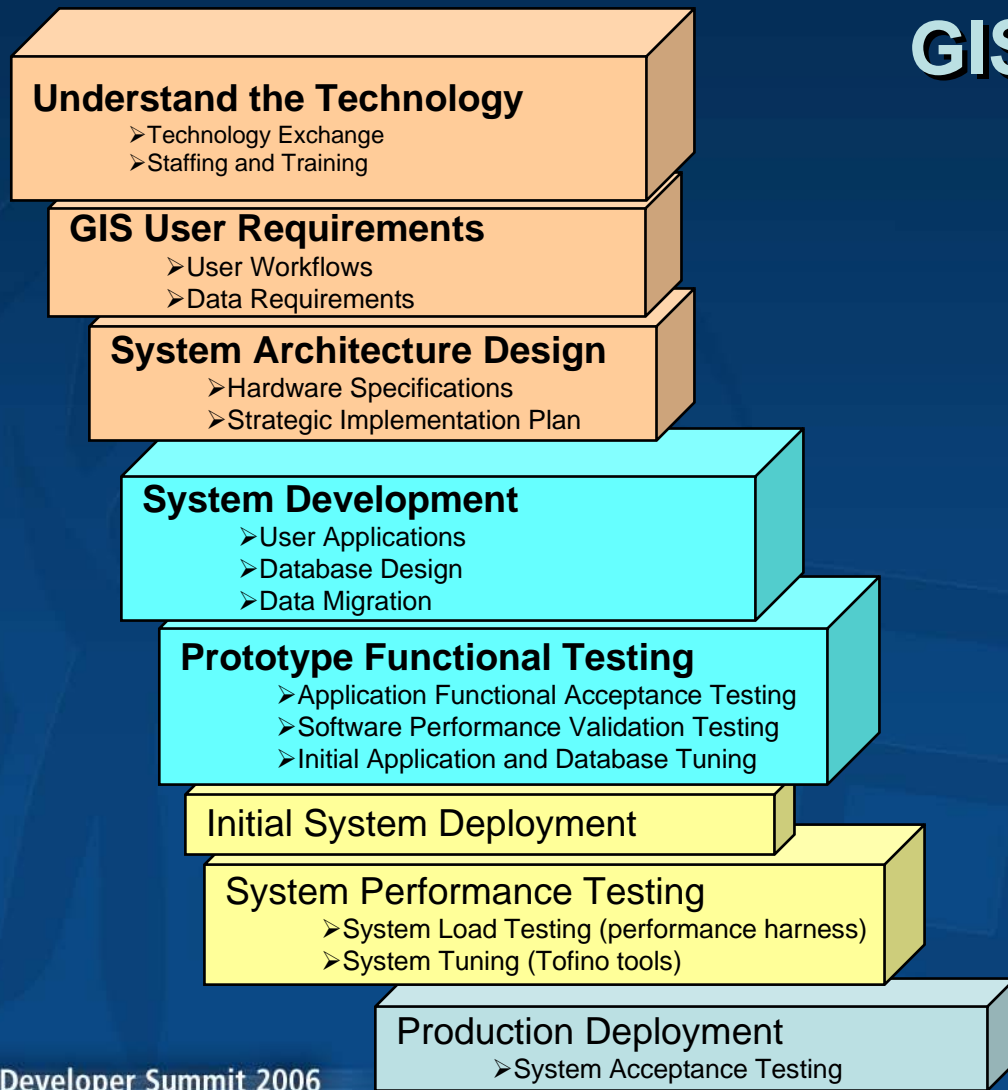 GIS
Understand the Technology
➢Technology Exchange
➢Staffing and Training
GIS User Requirements
➢User Workflows
➢Data Requirements
System Architecture Design
➢Hardware Specifications
➢Strategic Implementation Plan
System Development
➢User Applications
➢Database Design
➢Data Migration
Prototype Functional Testing
➢Application Functional Acceptance Testing
➢Software Performance Validation Testing
➢Initial Application and Database Tuning
Initial System Deployment
System Performance Testing
➢System Load Testing (performance harness)
➢System Tuning (Tofino tools)
Production Deployment
➢System Acceptance Testing
Developer Summit 2006